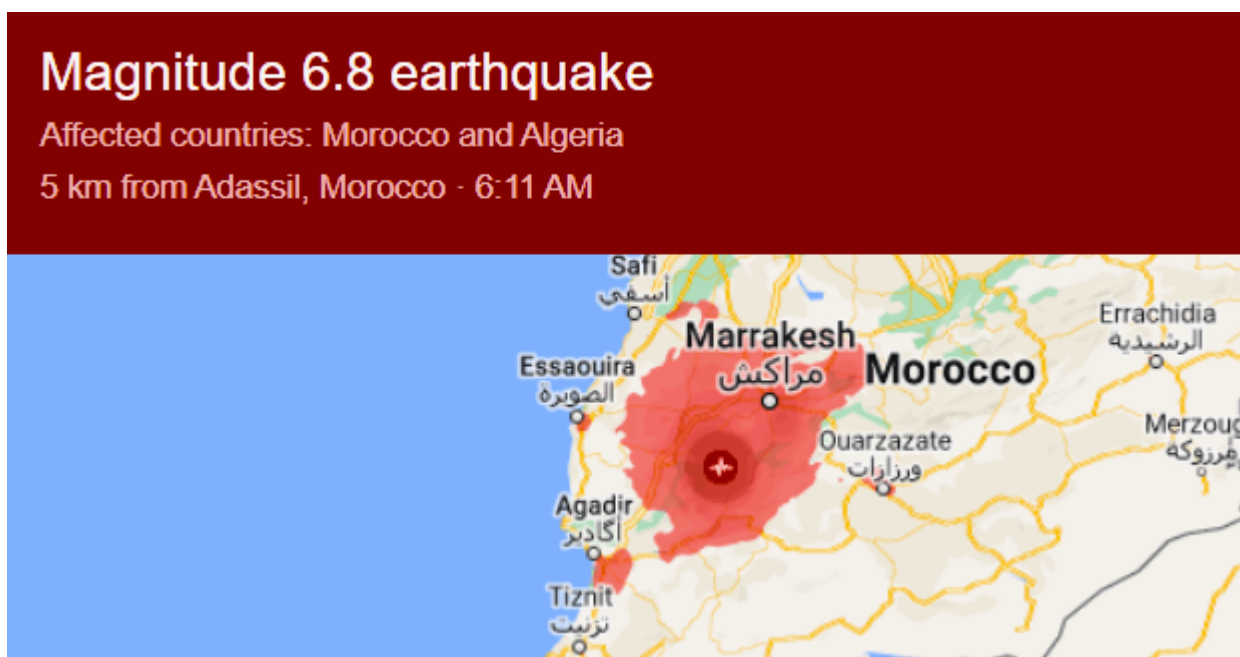 Magnitude 6.8 earthquake
Affected countries: Morocco and Algeria
5 km from Adassil, Morocco · 6:11 AM
Safi
أسفي
Marrakesh
مراكش
Morocco
Errachidia
الرشيدية
Essaouira
الصويرة
Ouarzazate
ورزازات
Merzoug
مرزوكة
Agadir
أكادير
Tiznit
تزنيت